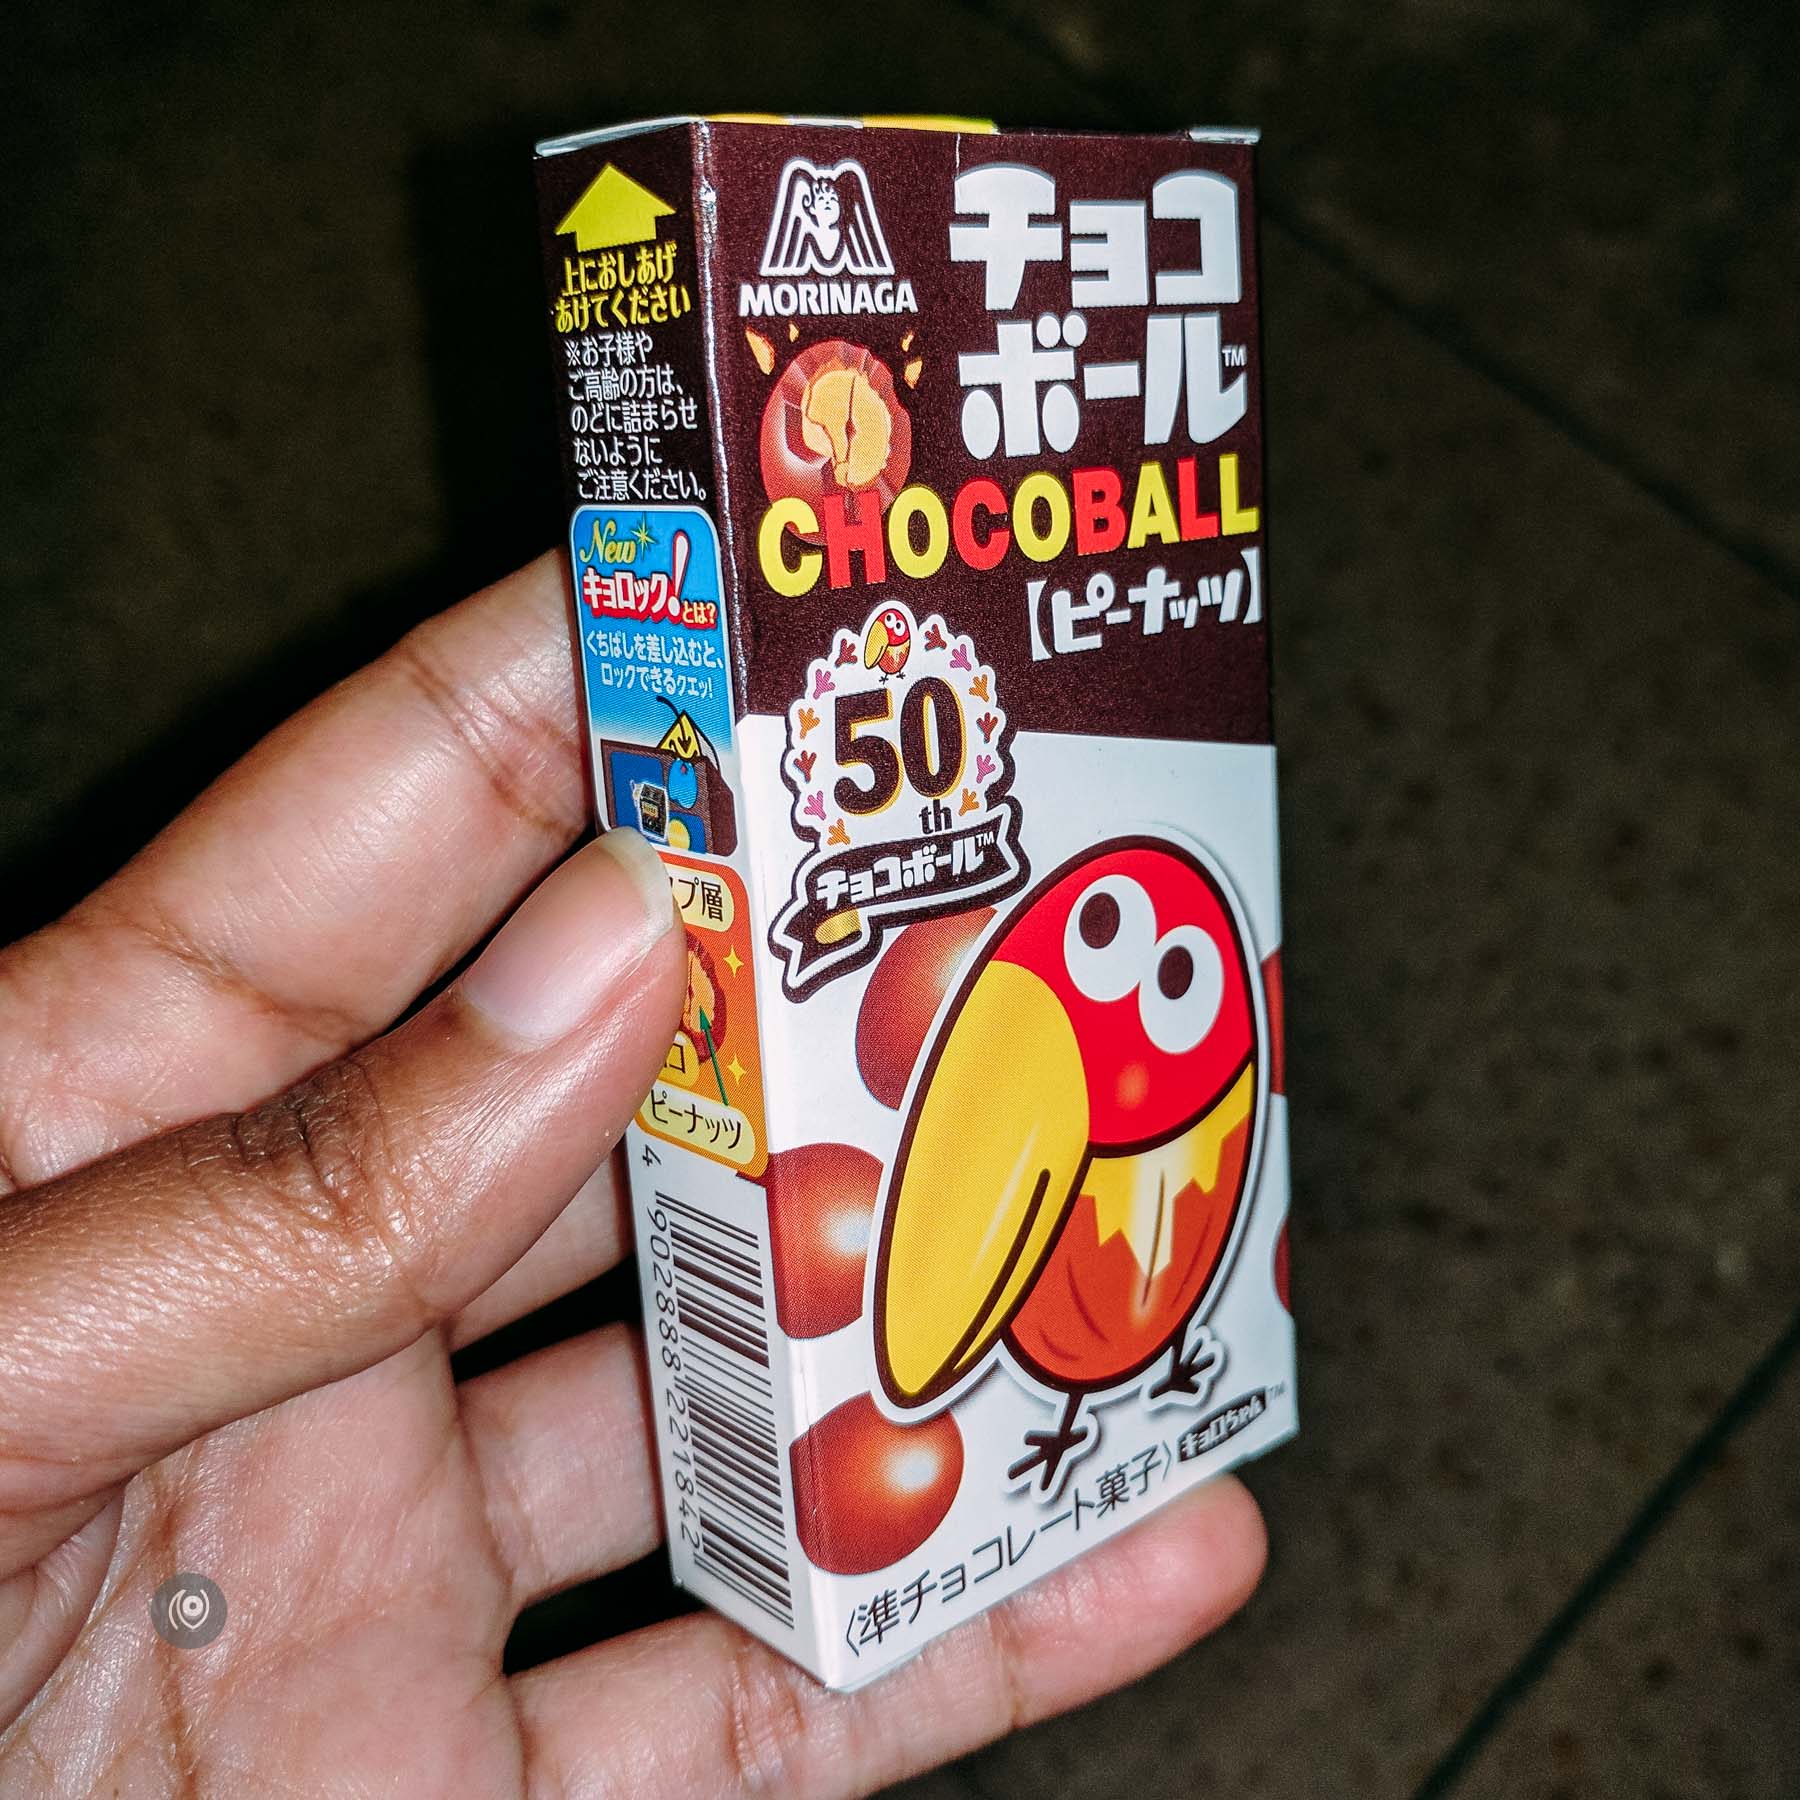 上におしあげ
あけてください
※お子様や
ご高齢の方は、
のどに詰まらせ
ないように
ご注意ください。
New
キョロック!とは?
くちばしを差し込むと、
ロックできるクエッ!
プ層
コ
ピーナッツ
4 902888 221842
MORINAGA
チョコ
ボール™
CHOCOBALL
【ピーナッツ】
50
th
チョコボール™
キョロちゃん™
〈準チョコレート菓子〉